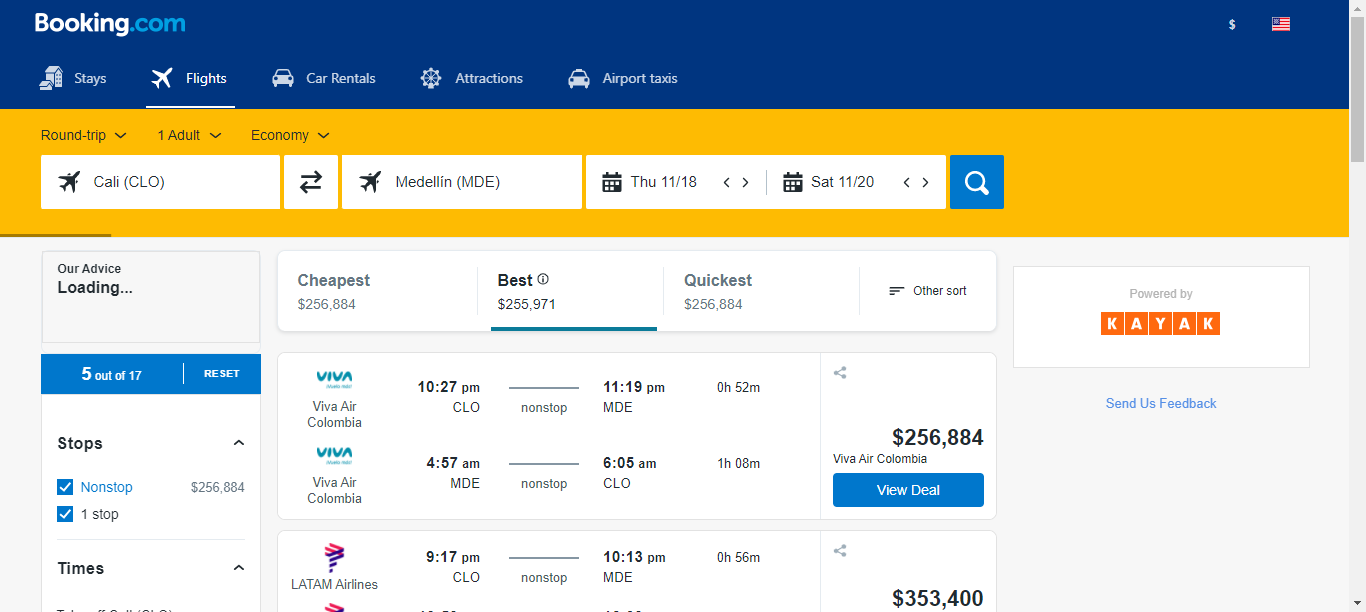 Booking.com
$
Stays
Flights
Car Rentals
Attractions
Airport taxis
Round-trip
1 Adult
Economy
Cali (CLO)
Medellín (MDE)
Thu 11/18
Sat 11/20
Our Advice
Loading...
5 out of 17
RESET
Stops
Nonstop $256,884
1 stop
Times
Cheapest
$256,884
Best
$255,971
Quickest
$256,884
Other sort
VIVA
Viva Air
Colombia
10:27 pm
CLO
nonstop
11:19 pm
MDE
0h 52m
VIVA
Viva Air
Colombia
4:57 am
MDE
nonstop
6:05 am
CLO
1h 08m
$256,884
Viva Air Colombia
View Deal
LATAM Airlines
9:17 pm
CLO
nonstop
10:13 pm
MDE
0h 56m
$353,400
Powered by
KAYAK
Send Us Feedback